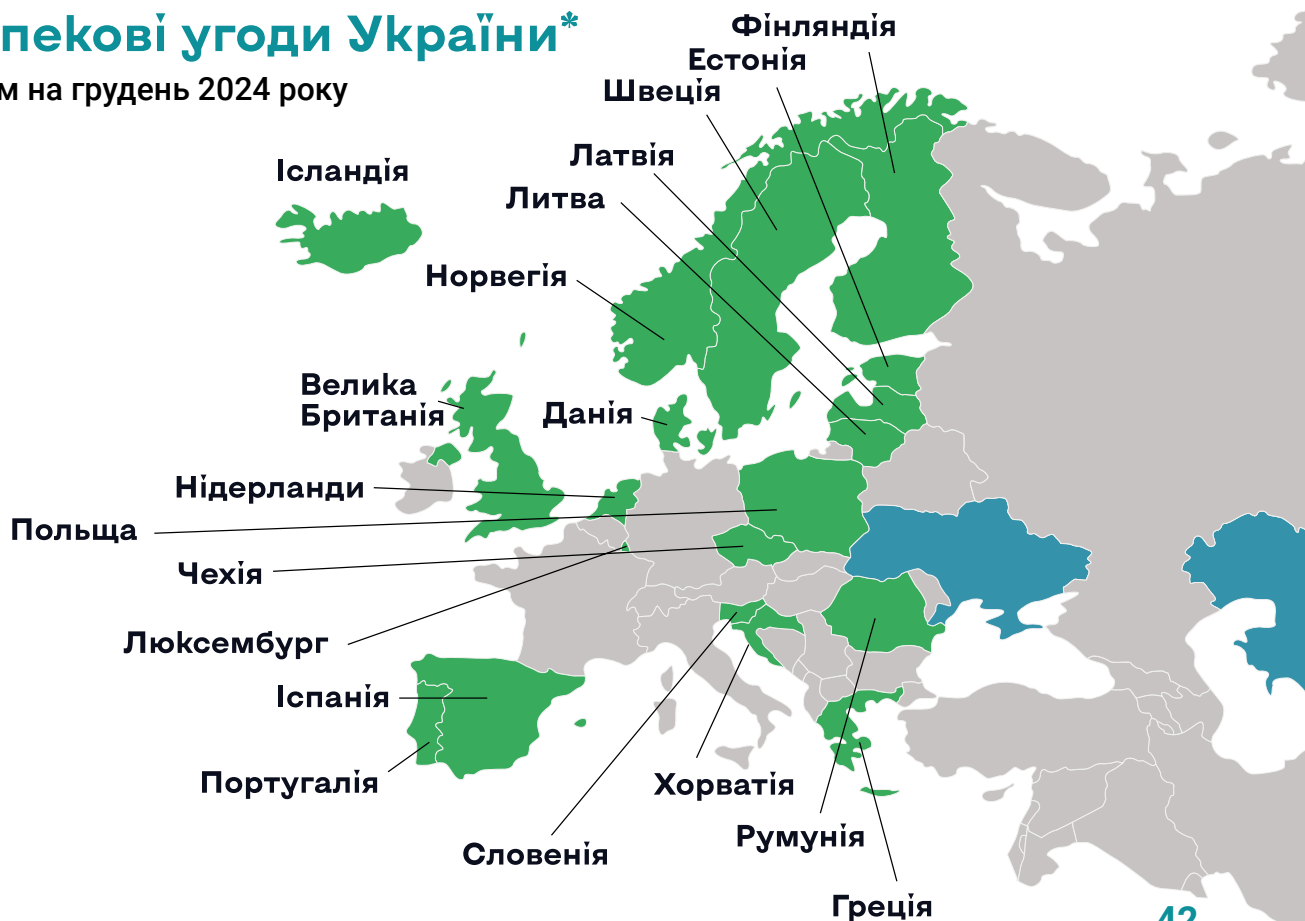 пекові угоди України*
м на грудень 2024 року
Фінляндія
Естонія
Швеція
Латвія
Ісландія
Литва
Норвегія
Велика
Британія
Данія
Нідерланди
Польща
Чехія
Люксембург
Іспанія
Португалія
Хорватія
Румунія
Словенія
Греція
42